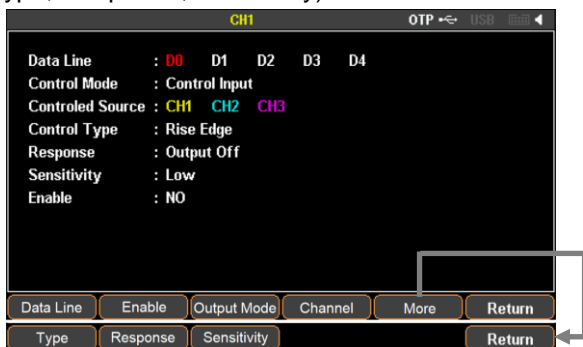 CH1 OTP USB
Data Line : D0 D1 D2 D3 D4
Control Mode : Control Input
Controled Source : CH1 CH2 CH3
Control Type : Rise Edge
Response : Output Off
Sensitivity : Low
Enable : NO
Data Line Enable Output Mode Channel More Return
Type Response Sensitivity Return